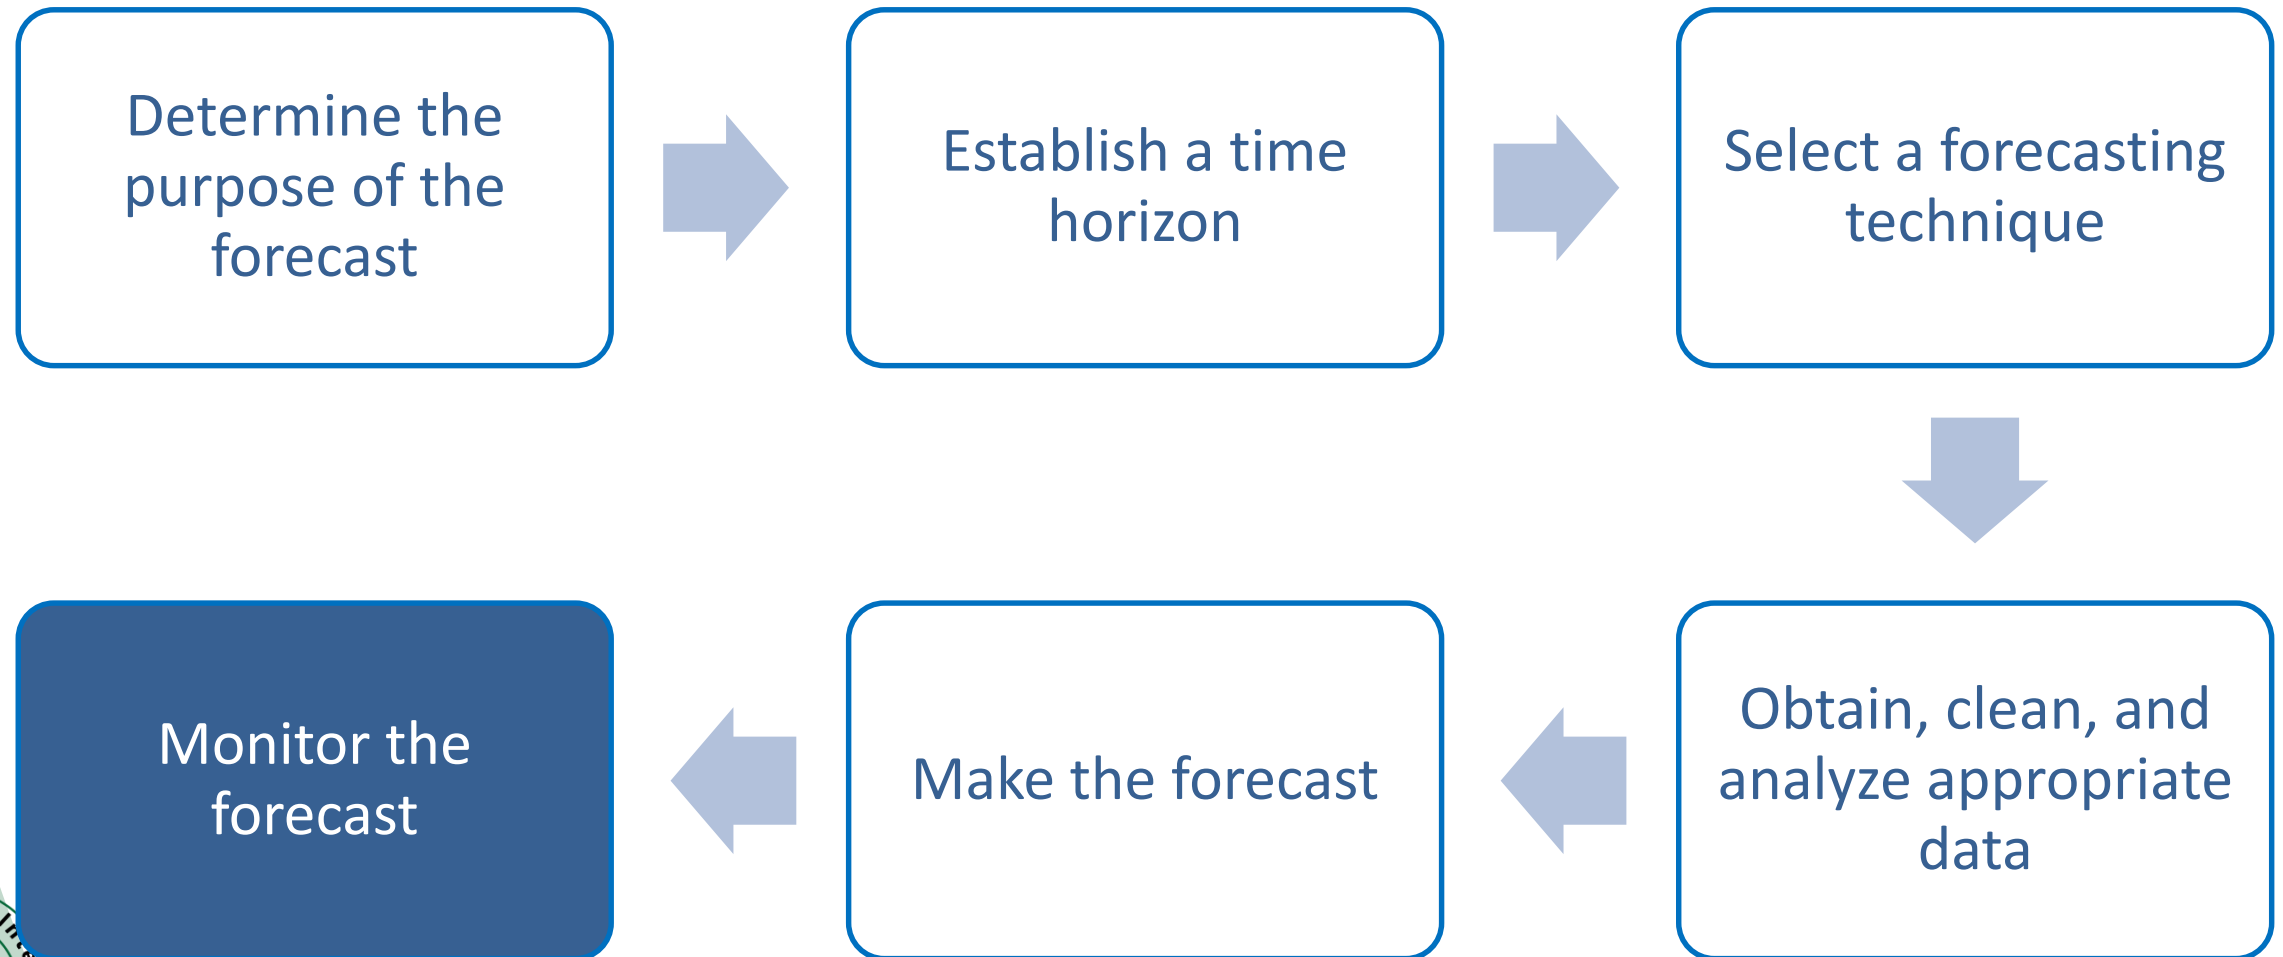 Determine the
purpose of the
forecast
Establish a time
horizon
Select a forecasting
technique
Obtain, clean, and
analyze appropriate
data
Make the forecast
Monitor the
forecast